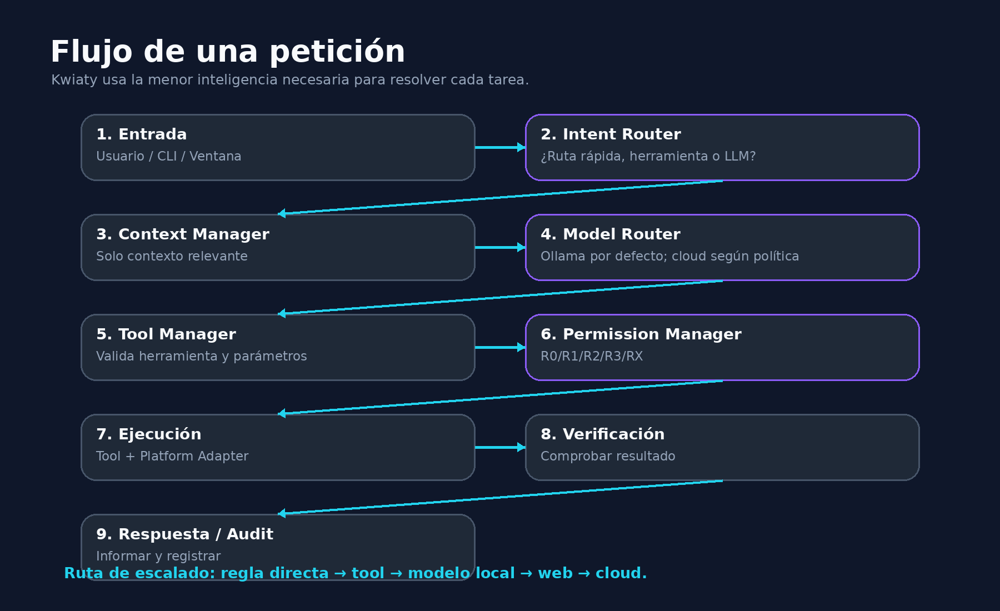 Flujo de una petición
Kwiaty usa la menor inteligencia necesaria para resolver cada tarea.
1. Entrada
Usuario / CLI / Ventana
2. Intent Router
¿Ruta rápida, herramienta o LLM?
3. Context Manager
Solo contexto relevante
4. Model Router
Ollama por defecto; cloud según política
5. Tool Manager
Valida herramienta y parámetros
6. Permission Manager
R0/R1/R2/R3/RX
7. Ejecución
Tool + Platform Adapter
8. Verificación
Comprobar resultado
9. Respuesta / Audit
Informar y registrar
Ruta de escalado: regla directa → tool → modelo local → web → cloud.